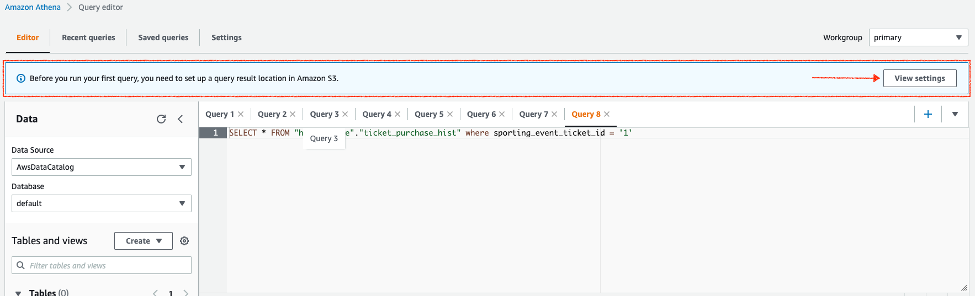 Amazon Athena > Query editor
Editor Recent queries Saved queries Settings Workgroup primary
Before you run your first query, you need to set up a query result location in Amazon S3. View settings
Data
Query 1 Query 2 Query 3 Query 4 Query 5 Query 6 Query 7 Query 8
1 SELECT * FROM "h e"."ticket_purchase_hist" where sporting_event_ticket_id = '1'
Query 3
Data Source
AwsDataCatalog
Database
default
Tables and views Create
Filter tables and views
Tables (0) 1